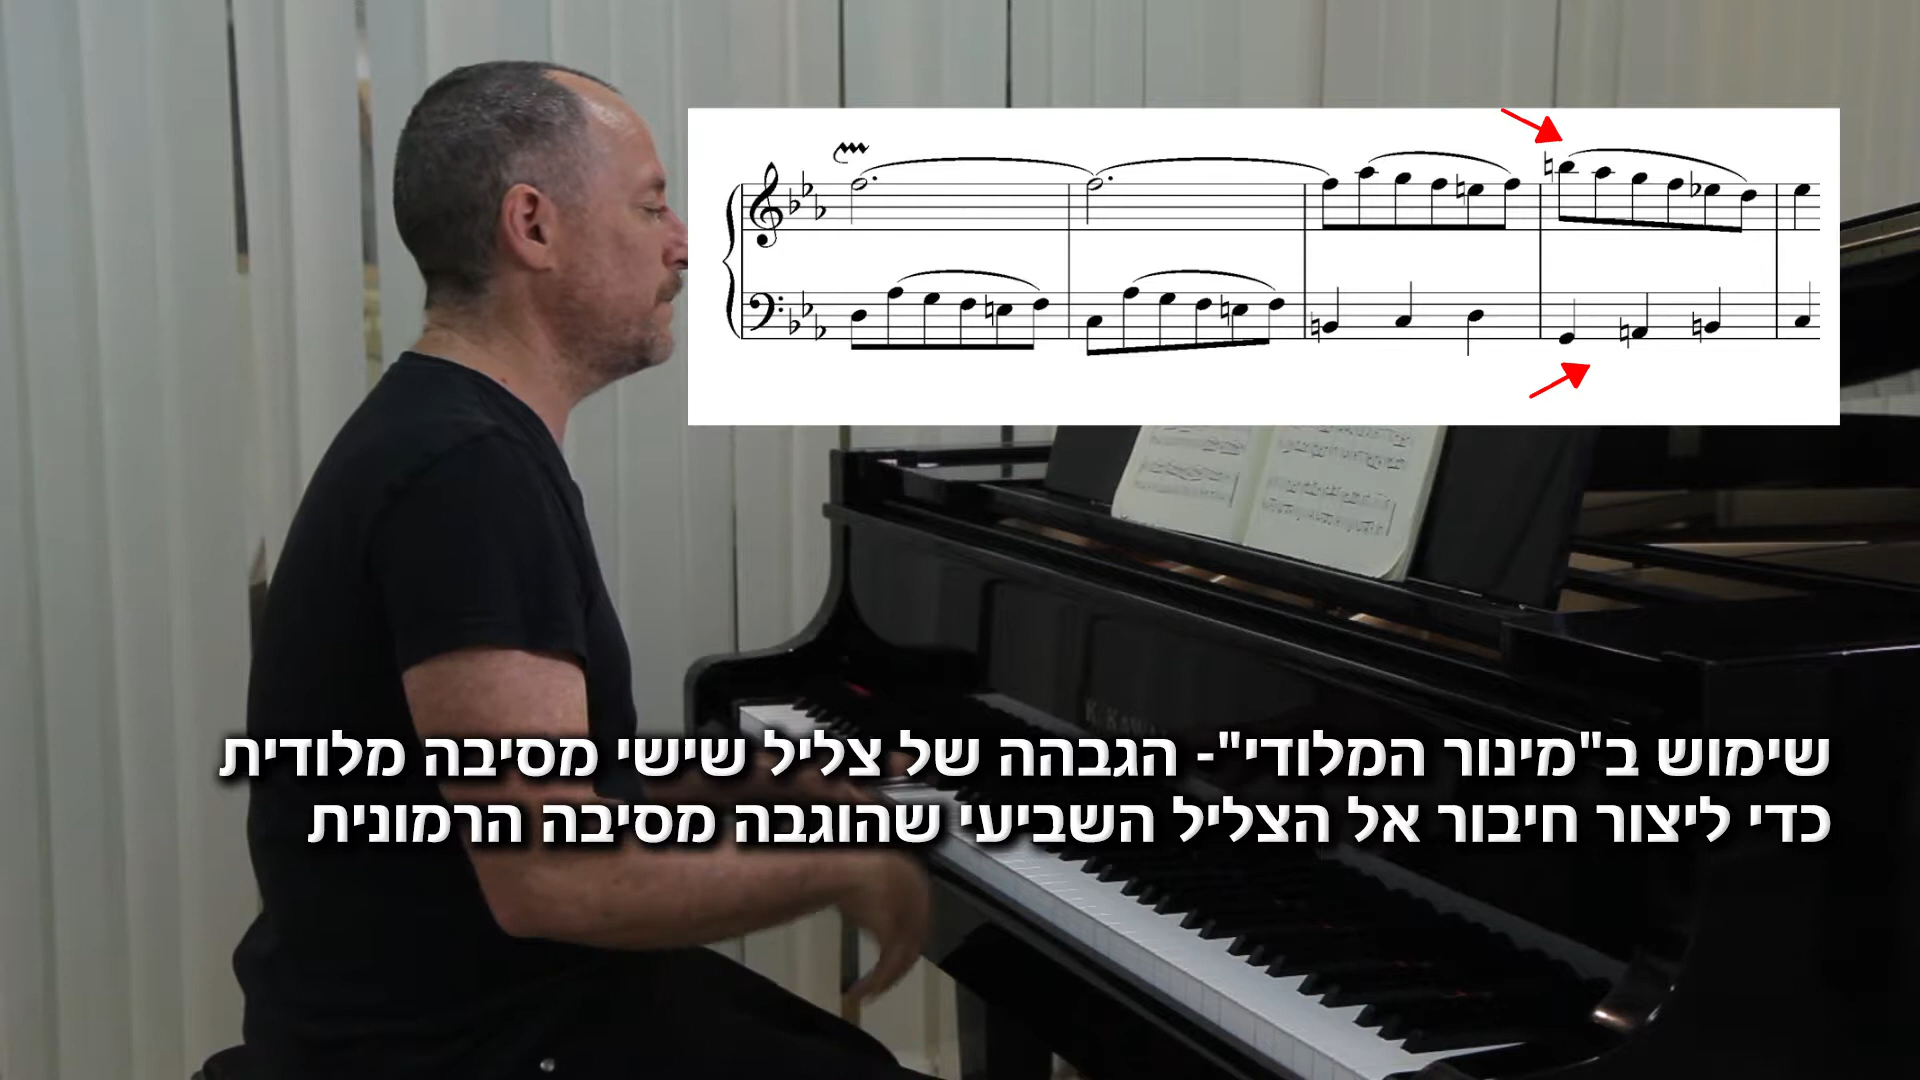 שימוש ב"מינור המלודי"- הגבהה של צליל שישי מסיבה מלודית
כדי ליצור חיבור אל הצליל השביעי שהוגבה מסיבה הרמונית